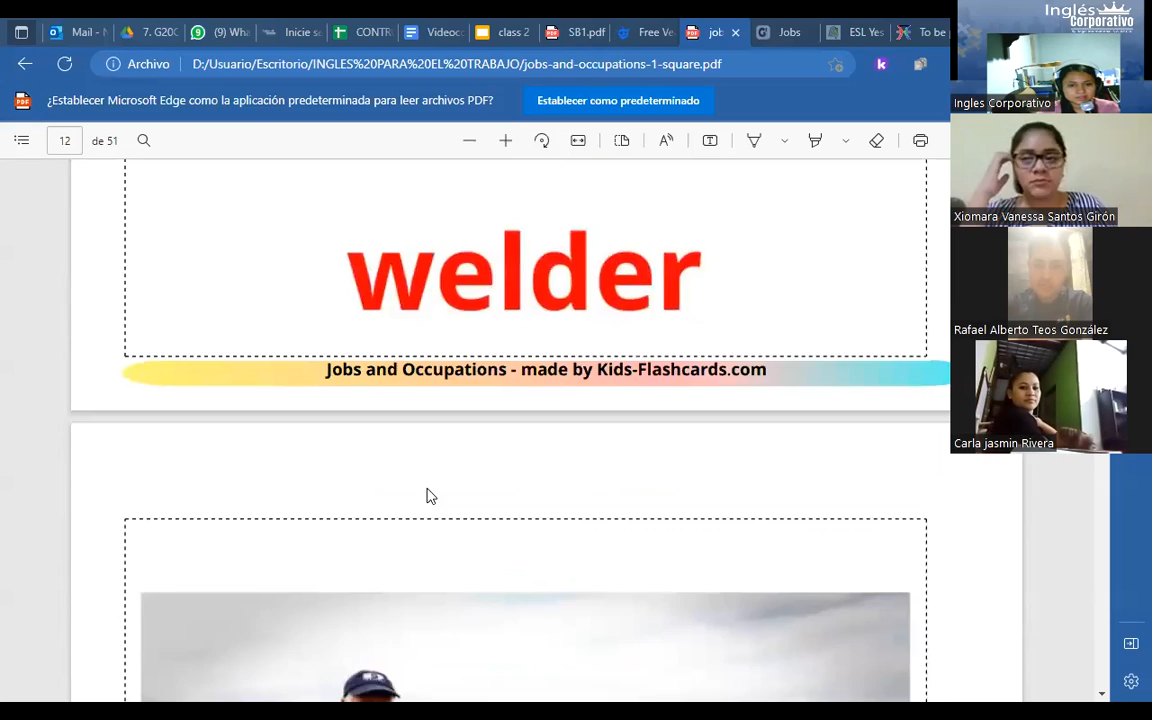 Mail - N
7. G20C
(9) Wha
Inicie se
CONTR
Videoco
class 2
SB1.pdf
Free Ve
job
Jobs
ESL Yes
To be p
Archivo
D:/Usuario/Escritorio/INGLES%20PARA%20EL%20TRABAJO/jobs-and-occupations-1-square.pdf
¿Establecer Microsoft Edge como la aplicación predeterminada para leer archivos PDF?
Establecer como predeterminado
12 de 51
welder
Jobs and Occupations - made by Kids-Flashcards.com
Inglés
Corporativo
Ingles Corporativo
Xiomara Vanessa Santos Girón
Rafael Alberto Teos González
Carla jasmin Rivera